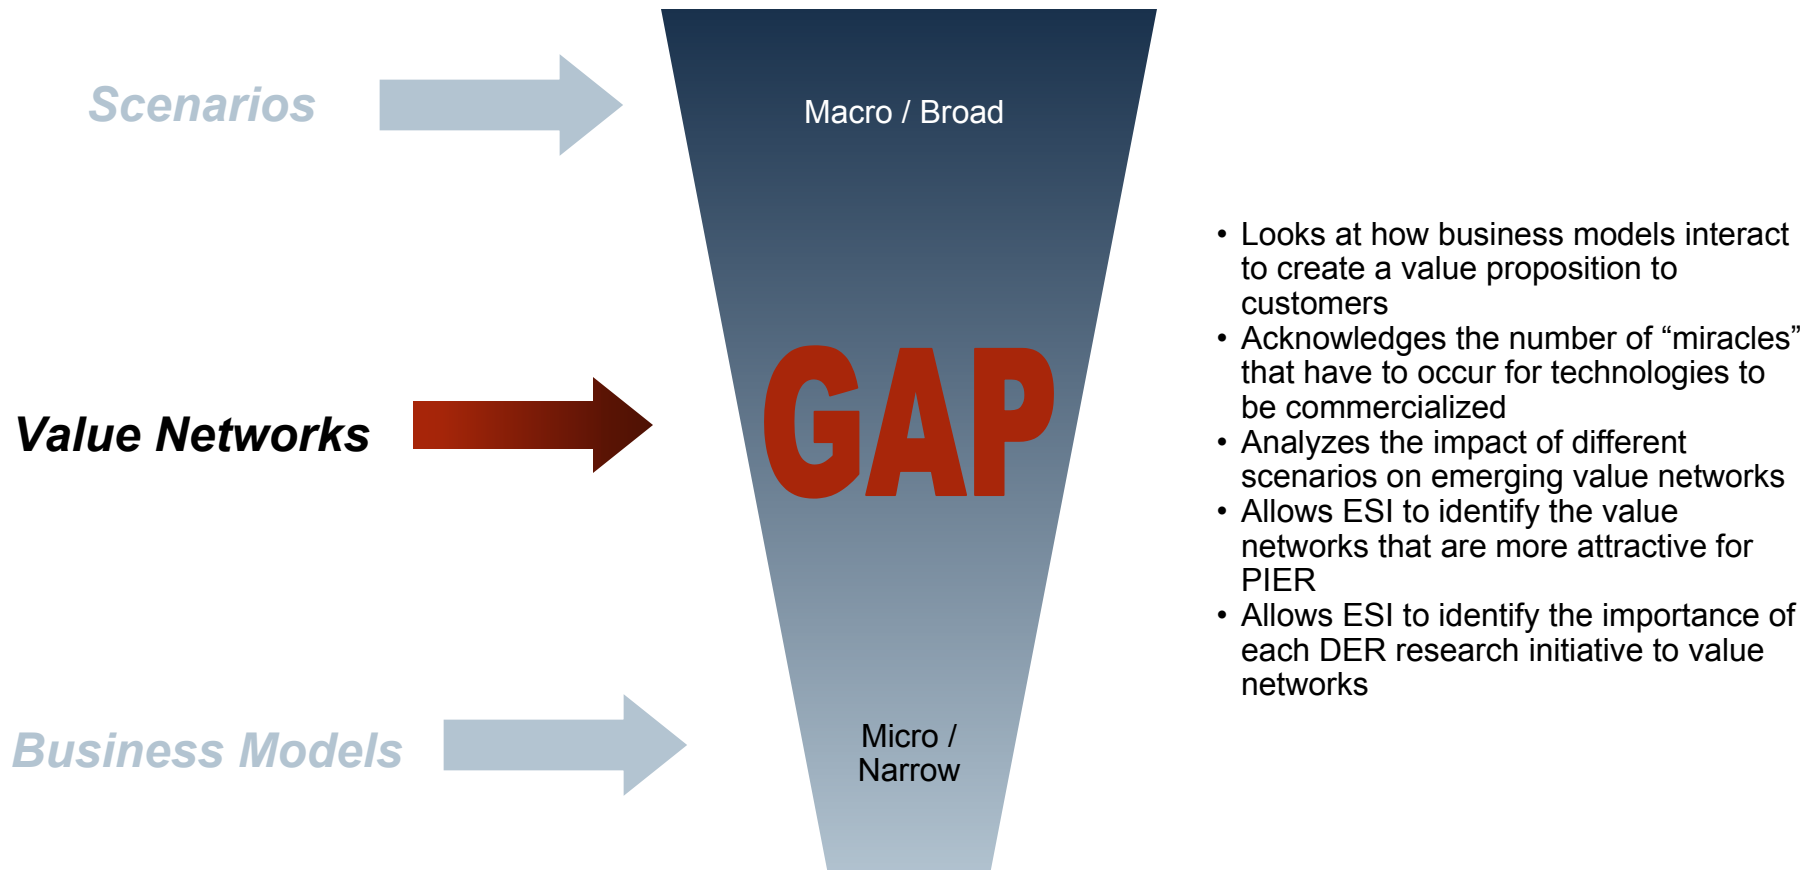 Scenarios
Macro / Broad
Value Networks
GAP
Business Models
Micro /
Narrow
• Looks at how business models interact
to create a value proposition to
customers
• Acknowledges the number of “miracles”
that have to occur for technologies to
be commercialized
• Analyzes the impact of different
scenarios on emerging value networks
• Allows ESI to identify the value
networks that are more attractive for
PIER
• Allows ESI to identify the importance of
each DER research initiative to value
networks